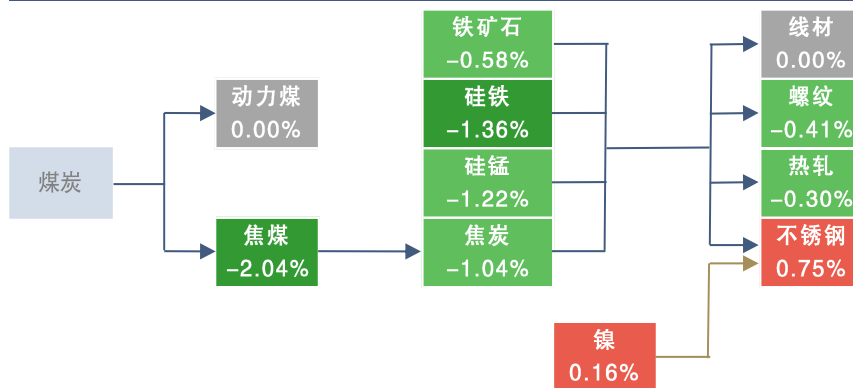 铁矿石
-0.58%
线材
0.00%
动力煤
0.00%
硅铁
-1.36%
螺纹
-0.41%
煤炭
硅锰
-1.22%
热轧
-0.30%
焦煤
-2.04%
焦炭
-1.04%
不锈钢
0.75%
镍
0.16%